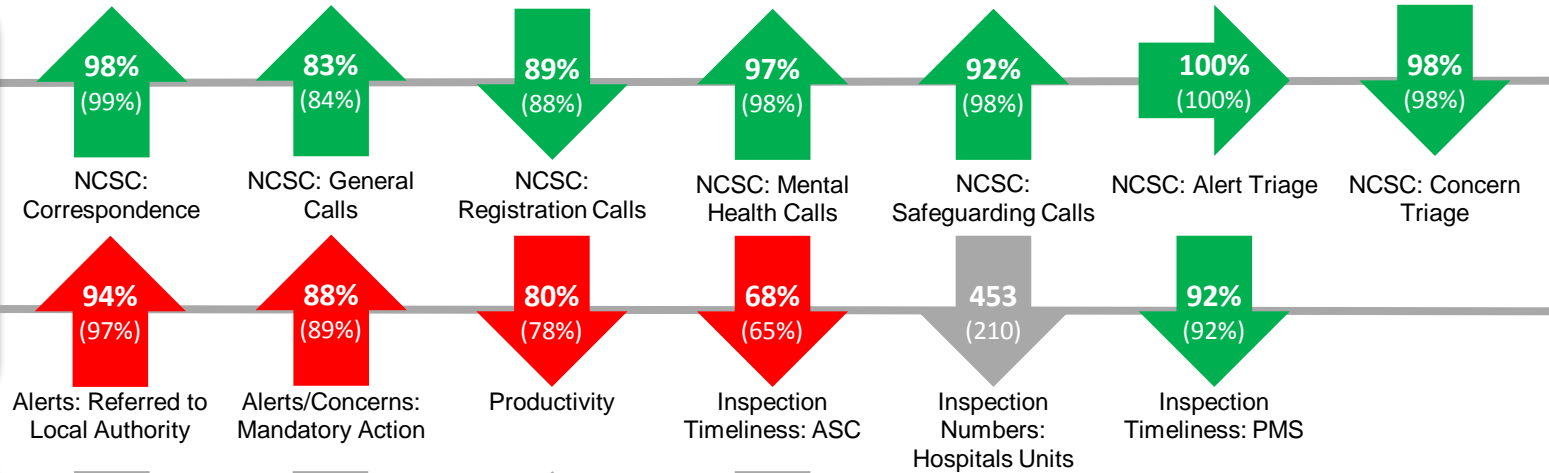 98%
(99%)
NCSC:
Correspondence
83%
(84%)
NCSC: General
Calls
89%
(88%)
NCSC:
Registration Calls
97%
(98%)
NCSC: Mental
Health Calls
92%
(98%)
NCSC:
Safeguarding Calls
100%
(100%)
NCSC: Alert Triage
98%
(98%)
NCSC: Concern
Triage
94%
(97%)
Alerts: Referred to
Local Authority
88%
(89%)
Alerts/Concerns:
Mandatory Action
80%
(78%)
Productivity
68%
(65%)
Inspection
Timeliness: ASC
453
(210)
Inspection
Numbers:
Hospitals Units
92%
(92%)
Inspection
Timeliness: PMS